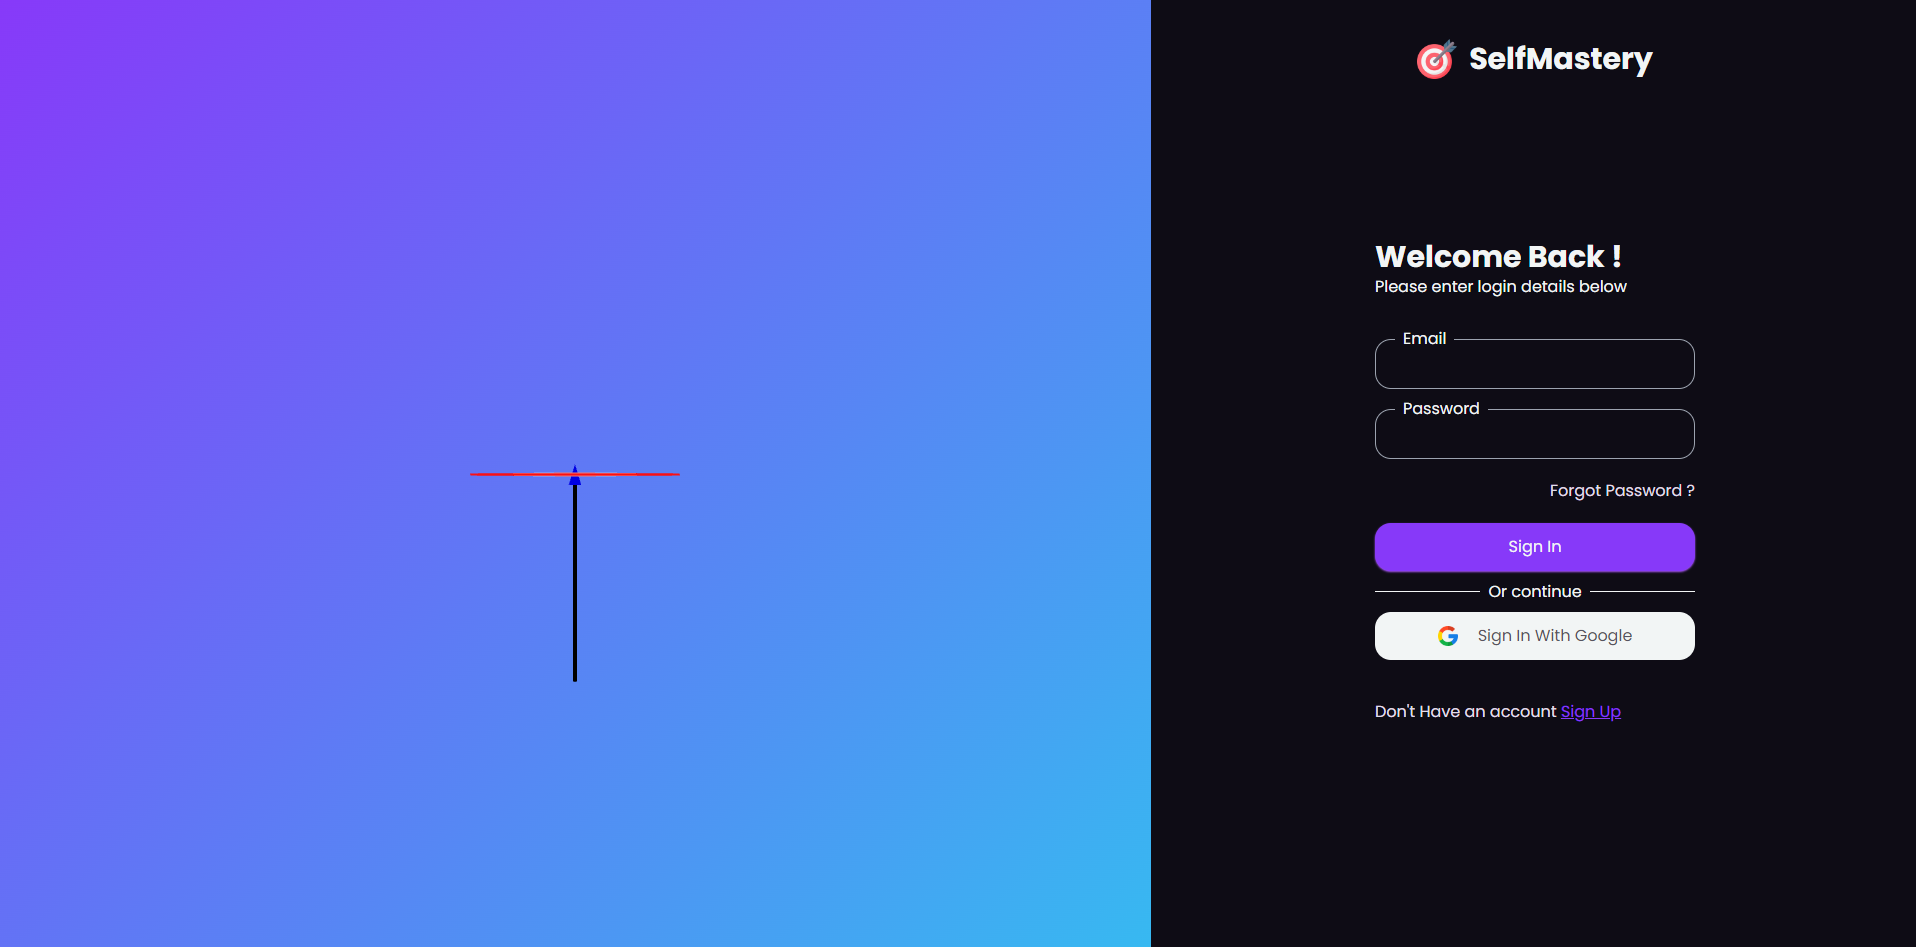 SelfMastery
Welcome Back !
Please enter login details below
Email
Password
Forgot Password ?
Sign In
Or continue
Sign In With Google
Don't Have an account Sign Up